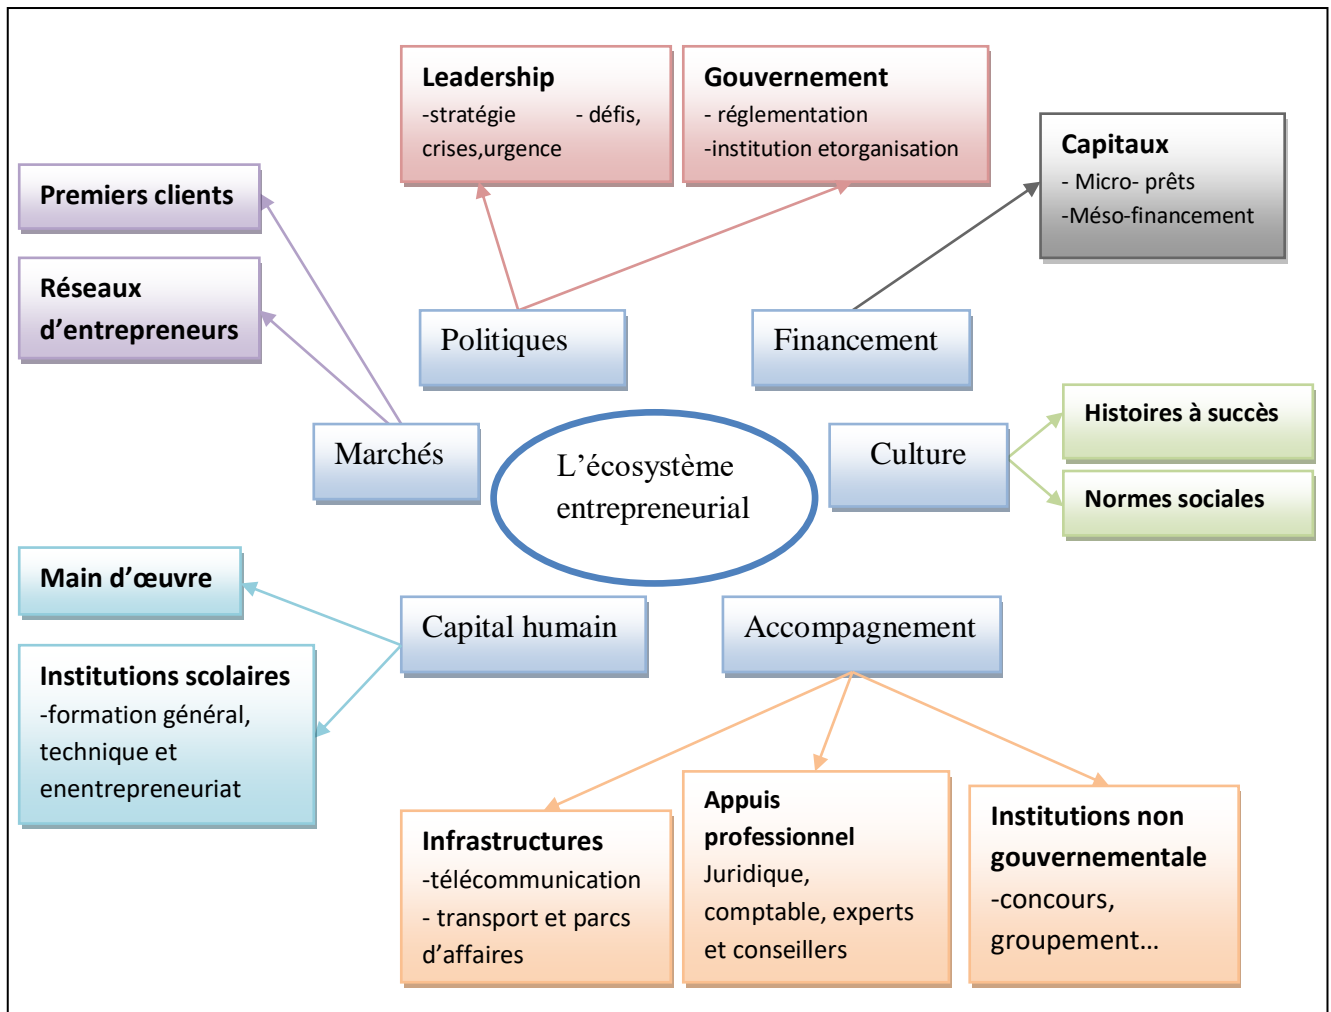 Leadership
-stratégie - défis,
crises,urgence
Gouvernement
- réglementation
-institution etorganisation
Capitaux
- Micro- prêts
-Méso-financement
Premiers clients
Réseaux
d’entrepreneurs
Politiques
Financement
Marchés
L’écosystème
entrepreneurial
Culture
Histoires à succès
Normes sociales
Main d’œuvre
Capital humain
Accompagnement
Institutions scolaires
-formation général,
technique et
enentrepreneuriat
Infrastructures
-télécommunication
- transport et parcs
d’affaires
Appuis
professionnel
Juridique,
comptable, experts
et conseillers
Institutions non
gouvernementale
-concours,
groupement…